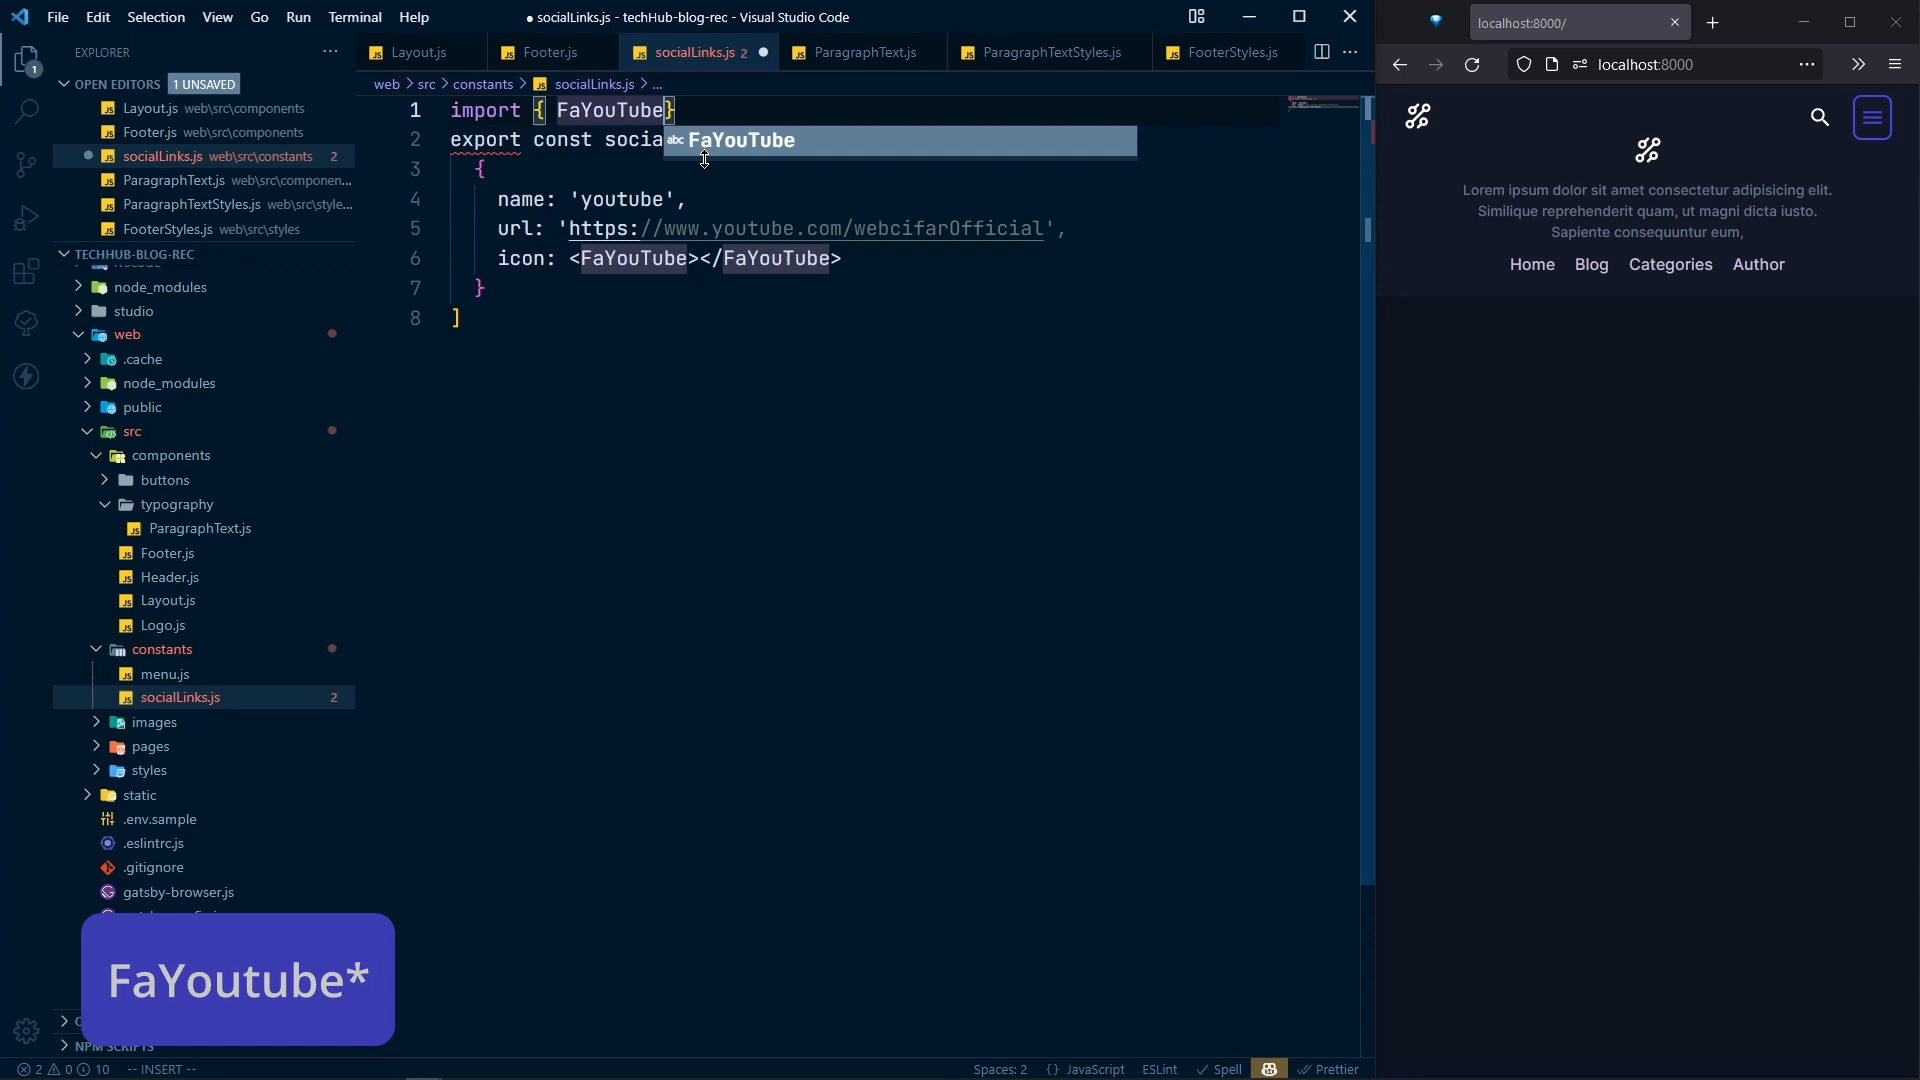 File Edit Selection View Go Run Terminal Help
● socialLinks.js - techHub-blog-rec - Visual Studio Code
EXPLORER
OPEN EDITORS 1 UNSAVED
Layout.js web\src\components
Footer.js web\src\components
socialLinks.js web\src\constants 2
ParagraphText.js web\src\componen...
ParagraphTextStyles.js web\src\style...
FooterStyles.js web\src\styles
TECHHUB-BLOG-REC
node_modules
studio
web
.cache
node_modules
public
src
components
buttons
typography
ParagraphText.js
Footer.js
Header.js
Layout.js
Logo.js
constants
menu.js
socialLinks.js 2
images
pages
styles
static
.env.sample
.eslintrc.js
.gitignore
gatsby-browser.js
NPM SCRIPTS
FaYoutube*
Layout.js Footer.js socialLinks.js 2 ParagraphText.js ParagraphTextStyles.js FooterStyles.js
web > src > constants > socialLinks.js > ...
1 import { FaYouTube}
2 export const socia
abc FaYouTube
3 {
4 name: 'youtube',
5 url: 'https://www.youtube.com/webcifarOfficial',
6 icon: <FaYouTube></FaYouTube>
7 }
8 ]
2 0 10 -- INSERT --
Spaces: 2 {} JavaScript ESLint Spell Prettier
localhost:8000/
localhost:8000
Lorem ipsum dolor sit amet consectetur adipisicing elit.
Similique reprehenderit quam, ut magni dicta iusto.
Sapiente consequuntur eum,
Home Blog Categories Author